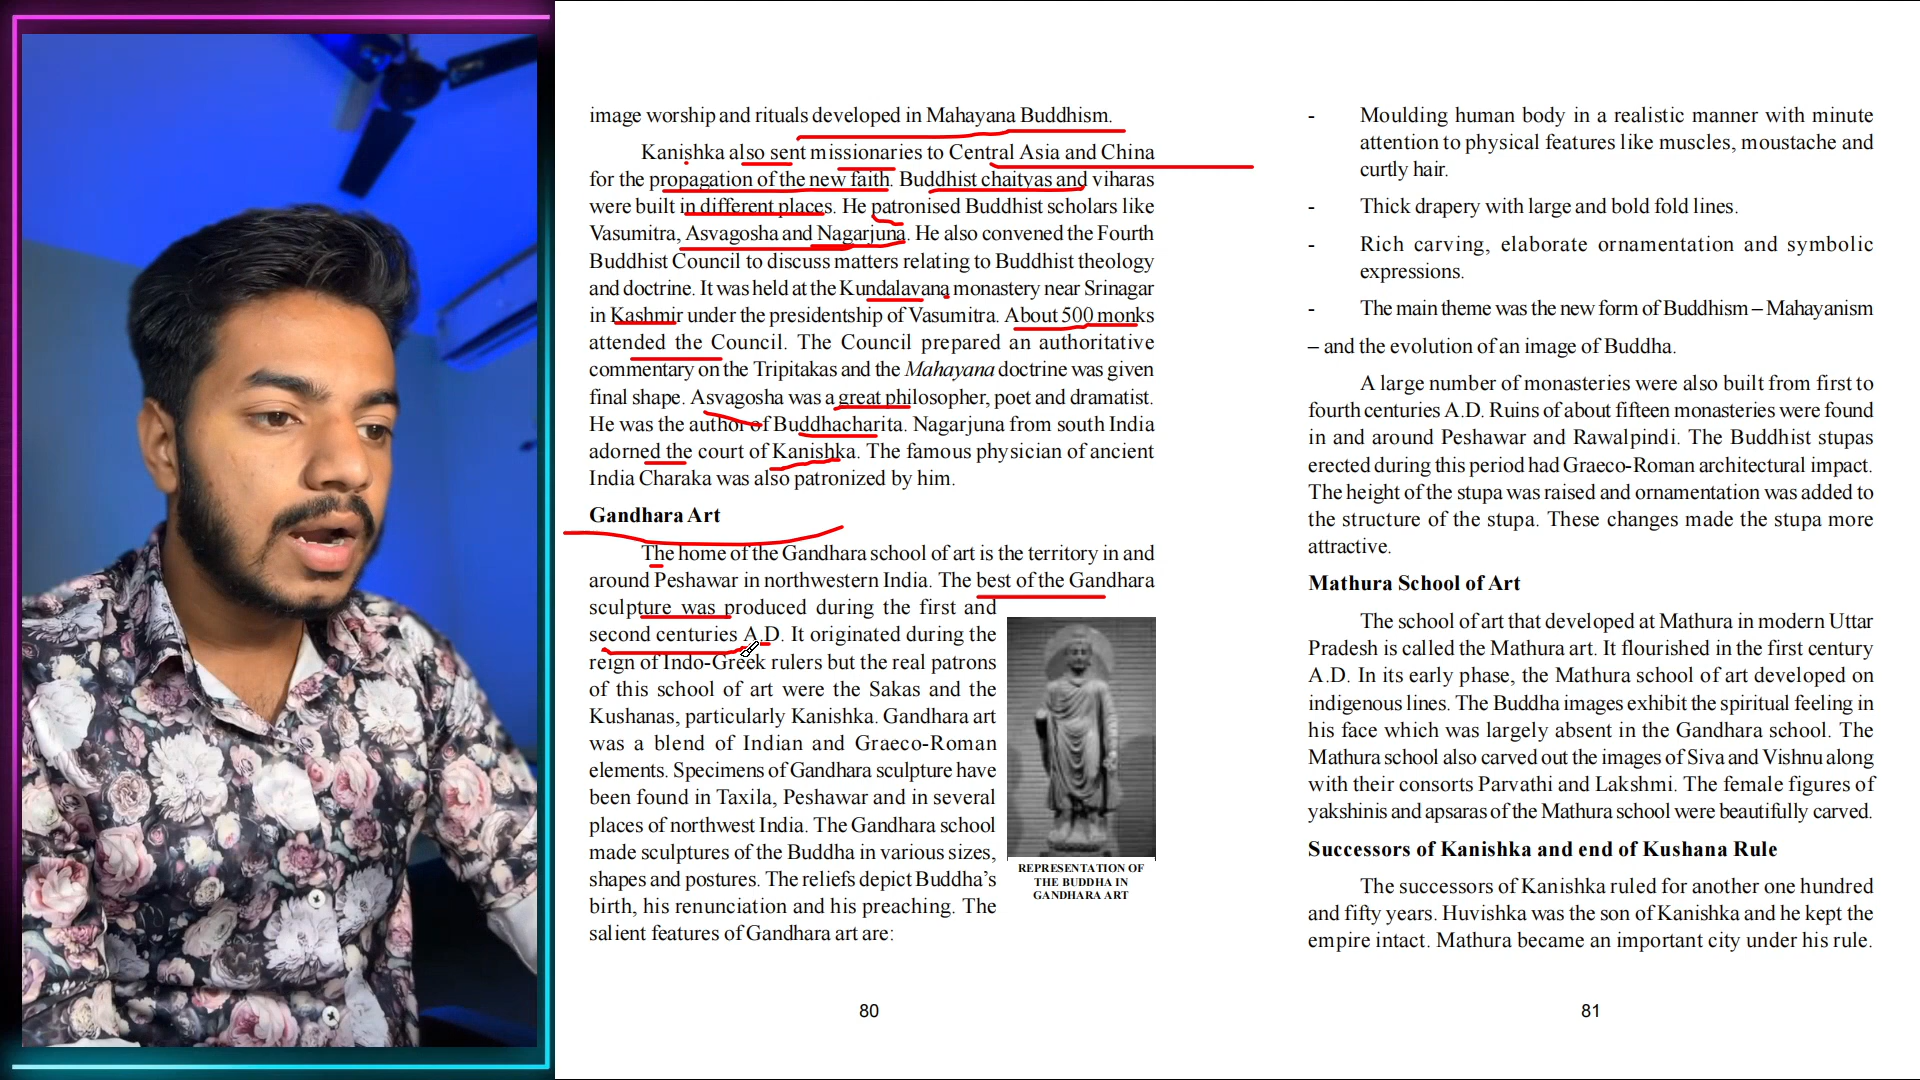 image worship and rituals developed in Mahayana Buddhism.
Kanishka also sent missionaries to Central Asia and China
for the propagation of the new faith. Buddhist chaityas and viharas
were built in different places. He patronised Buddhist scholars like
Vasumitra, Asvagosha and Nagarjuna. He also convened the Fourth
Buddhist Council to discuss matters relating to Buddhist theology
and doctrine. It was held at the Kundalavana monastery near Srinagar
in Kashmir under the presidentship of Vasumitra. About 500 monks
attended the Council. The Council prepared an authoritative
commentary on the Tripitakas and the Mahayana doctrine was given
final shape. Asvagosha was a great philosopher, poet and dramatist.
He was the author of Buddhacharita. Nagarjuna from south India
adorned the court of Kanishka. The famous physician of ancient
India Charaka was also patronized by him.
Gandhara Art
The home of the Gandhara school of art is the territory in and
around Peshawar in northwestern India. The best of the Gandhara
sculpture was produced during the first and
second centuries A.D. It originated during the
reign of Indo-Greek rulers but the real patrons
of this school of art were the Sakas and the
Kushanas, particularly Kanishka. Gandhara art
was a blend of Indian and Graeco-Roman
elements. Specimens of Gandhara sculpture have
been found in Taxila, Peshawar and in several
places of northwest India. The Gandhara school
made sculptures of the Buddha in various sizes,
shapes and postures. The reliefs depict Buddha's
birth, his renunciation and his preaching. The
salient features of Gandhara art are:
REPRESENTATION OF
THE BUDDHA IN
GANDHARA ART
80
- Moulding human body in a realistic manner with minute
attention to physical features like muscles, moustache and
curtly hair.
- Thick drapery with large and bold fold lines.
- Rich carving, elaborate ornamentation and symbolic
expressions.
- The main theme was the new form of Buddhism – Mahayanism
– and the evolution of an image of Buddha.
A large number of monasteries were also built from first to
fourth centuries A.D. Ruins of about fifteen monasteries were found
in and around Peshawar and Rawalpindi. The Buddhist stupas
erected during this period had Graeco-Roman architectural impact.
The height of the stupa was raised and ornamentation was added to
the structure of the stupa. These changes made the stupa more
attractive.
Mathura School of Art
The school of art that developed at Mathura in modern Uttar
Pradesh is called the Mathura art. It flourished in the first century
A.D. In its early phase, the Mathura school of art developed on
indigenous lines. The Buddha images exhibit the spiritual feeling in
his face which was largely absent in the Gandhara school. The
Mathura school also carved out the images of Siva and Vishnu along
with their consorts Parvathi and Lakshmi. The female figures of
yakshinis and apsaras of the Mathura school were beautifully carved.
Successors of Kanishka and end of Kushana Rule
The successors of Kanishka ruled for another one hundred
and fifty years. Huvishka was the son of Kanishka and he kept the
empire intact. Mathura became an important city under his rule.
81